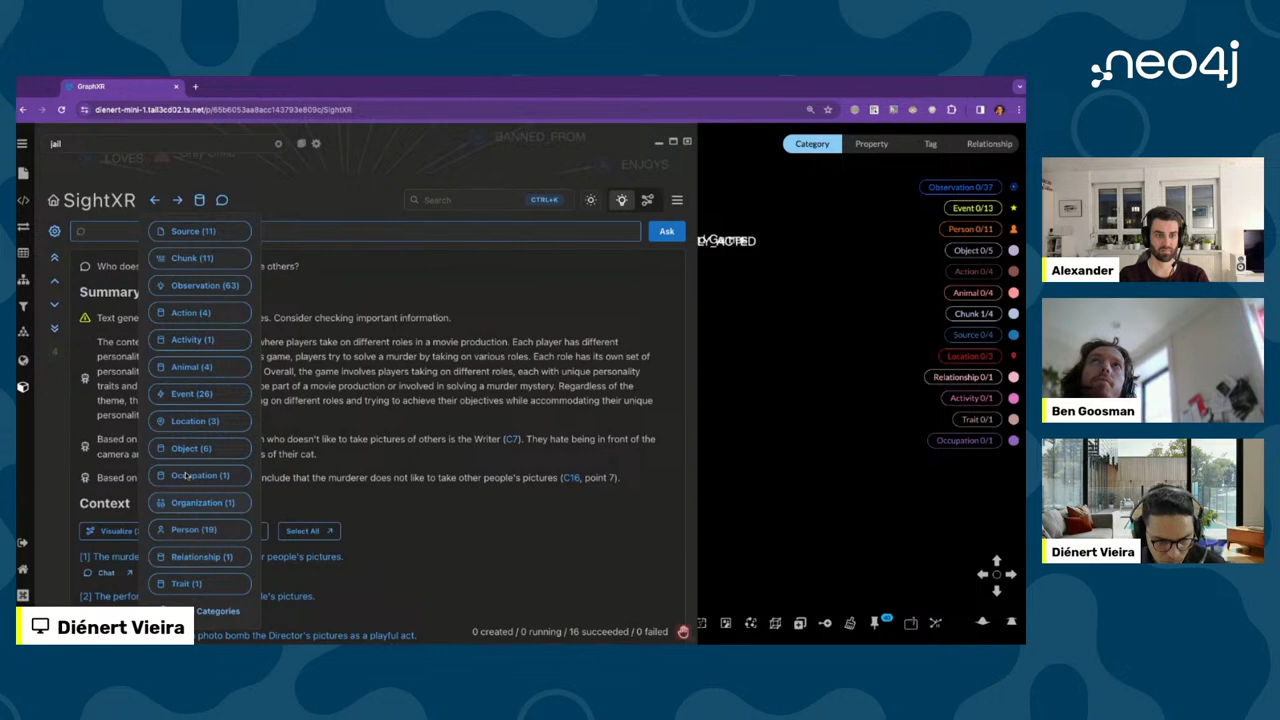 neo4j
GraphXR
dienert-mini-1.tail3cd02.ts.net/p/65b6053aa8acc143793e809c/SightXR
jail
BANNED_FROM
LOVES
ENJOYS
Category
Property
Tag
Relationship
SightXR
Search
CTRL+K
Observation 0/37
Event 0/13
Person 0/11
Object 0/5
Action 0/4
Animal 0/4
Chunk 1/4
Source 0/4
Location 0/3
Relationship 0/1
Activity 0/1
Trait 0/1
Occupation 0/1
Source (11)
Chunk (11)
Observation (63)
Action (4)
Activity (1)
Animal (4)
Event (26)
Location (3)
Object (6)
Occupation (1)
Organization (1)
Person (19)
Relationship (1)
Trait (1)
Categories
Ask
Who does e others?
Summar
Text gene es. Consider checking important information.
The conte where players take on different roles in a movie production. Each player has different
personalit s game, players try to solve a murder by taking on various roles. Each role has its own set of
personalit Overall, the game involves players taking on different roles, each with unique personality
traits and be part of a movie production or involved in solving a murder mystery. Regardless of the
theme, th ng on different roles and trying to achieve their objectives while accommodating their unique
personalit
Based on who doesn't like to take pictures of others is the Writer (C7). They hate being in front of the
camera a s of their cat.
Based on include that the murderer does not like to take other people's pictures (C16, point 7).
Context
Visualize
Select All
[1] The murde r people's pictures.
Chat
[2] The perfo people's pictures.
photo bomb the Director's pictures as a playful act.
4
0 created / 0 running / 16 succeeded / 0 failed
40
Diénert Vieira
Alexander
Ben Goosman
Diénert Vieira